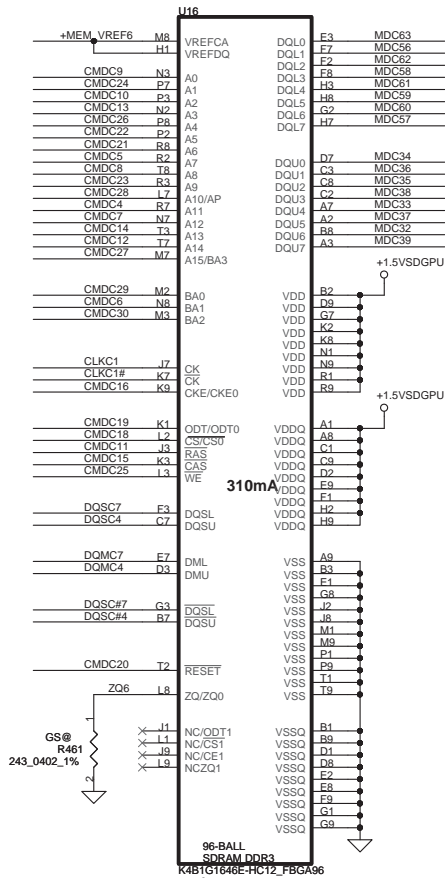 U16
+MEM_VREF6 M8 VREFCA DQL0 E3 MDC63
H1 VREFDQ DQL1 F7 MDC56
DQL2 F2 MDC62
CMDC9 N3 A0 DQL3 F8 MDC58
CMDC24 P7 A1 DQL4 H3 MDC61
CMDC10 P3 A2 DQL5 H8 MDC59
CMDC13 N2 A3 DQL6 G2 MDC60
CMDC26 P8 A4 DQL7 H7 MDC57
CMDC22 P2 A5
CMDC21 R8 A6
CMDC5 R2 A7 DQU0 D7 MDC34
CMDC8 T8 A8 DQU1 C3 MDC36
CMDC23 R3 A9 DQU2 C8 MDC35
CMDC28 L7 A10/AP DQU3 C2 MDC38
CMDC4 R7 A11 DQU4 A7 MDC33
CMDC7 N7 A12 DQU5 A2 MDC37
CMDC14 T3 A13 DQU6 B8 MDC32
CMDC12 T7 A14 DQU7 A3 MDC39
CMDC27 M7 A15/BA3
+1.5VSDGPU
CMDC29 M2 BA0 VDD B2
CMDC6 N8 BA1 VDD D9
CMDC30 M3 BA2 VDD G7
VDD K2
VDD K8
VDD N1
CLKC1 J7 CK VDD N9
CLKC1# K7 CK VDD R1
CMDC16 K9 CKE/CKE0 VDD R9
+1.5VSDGPU
CMDC19 K1 ODT/ODT0 VDDQ A1
CMDC18 L2 CS/CS0 VDDQ A8
CMDC11 J3 RAS VDDQ C1
CMDC15 K3 CAS VDDQ C9
CMDC25 L3 WE VDDQ D2
310mA VDDQ E9
VDDQ F1
DQSC7 F3 DQSL VDDQ H2
DQSC4 C7 DQSU VDDQ H9
DQMC7 E7 DML VSS A9
DQMC4 D3 DMU VSS B3
VSS E1
VSS G8
DQSC#7 G3 DQSL VSS J2
DQSC#4 B7 DQSU VSS J8
VSS M1
VSS M9
VSS P1
CMDC20 T2 RESET VSS P9
VSS T1
ZQ6 L8 ZQ/ZQ0 VSS T9
1
GS@ J1 NC/ODT1 VSSQ B1
R461 L1 NC/CS1 VSSQ B9
243_0402_1% J9 NC/CE1 VSSQ D1
2 L9 NCZQ1 VSSQ D8
VSSQ E2
VSSQ E8
VSSQ F9
VSSQ G1
VSSQ G9
96-BALL
SDRAM DDR3
K4B1G1646E-HC12_FBGA96